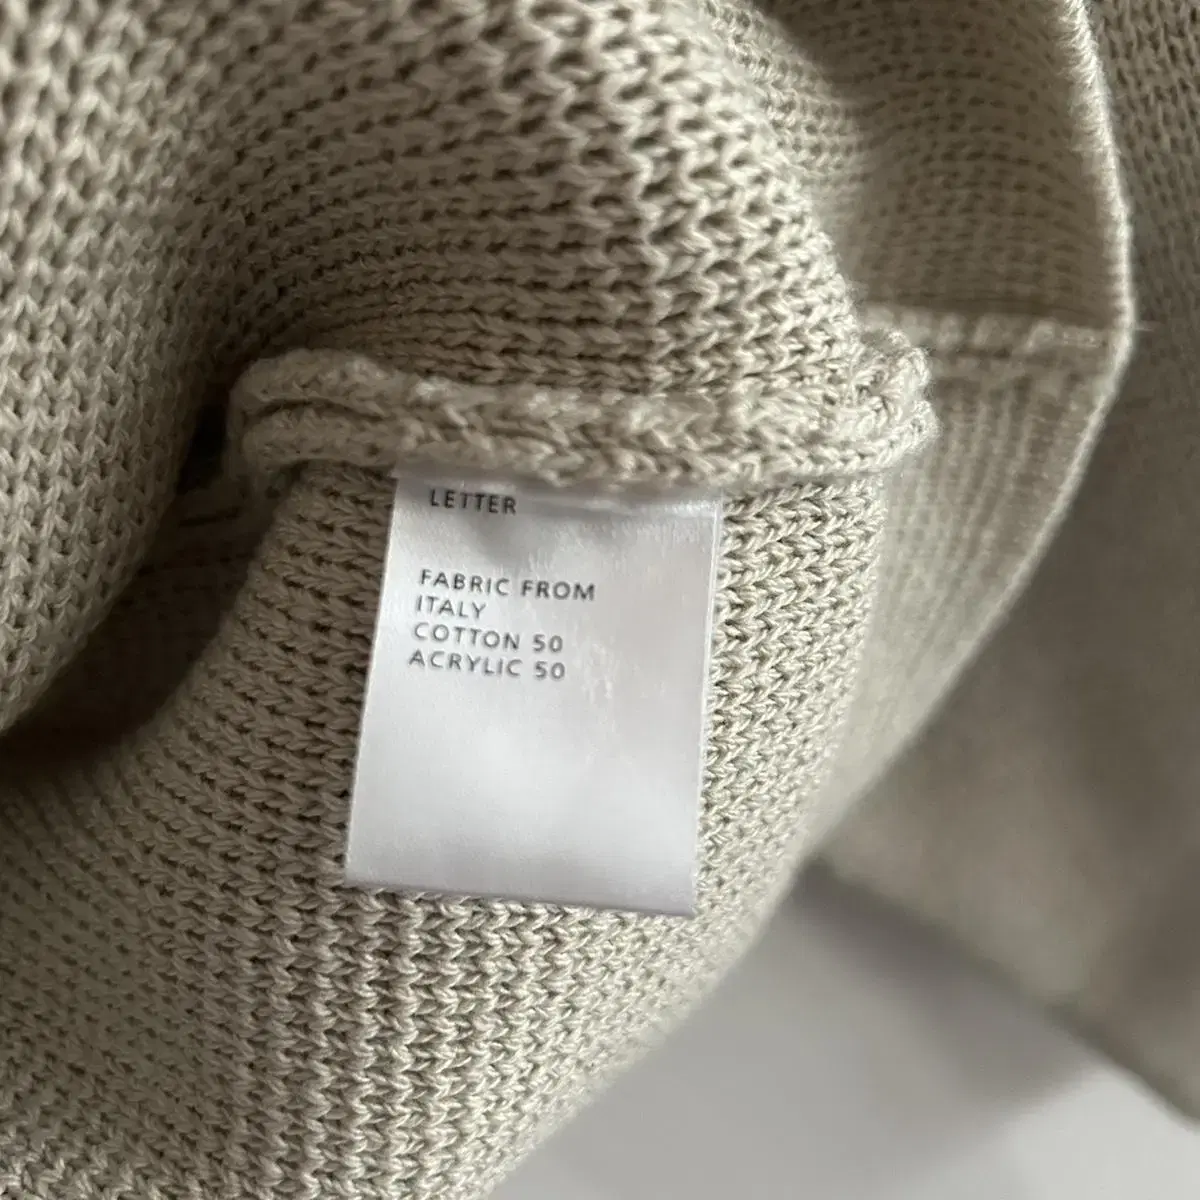 LETTER
FABRIC FROM
ITALY
COTTON 50
ACRYLIC 50